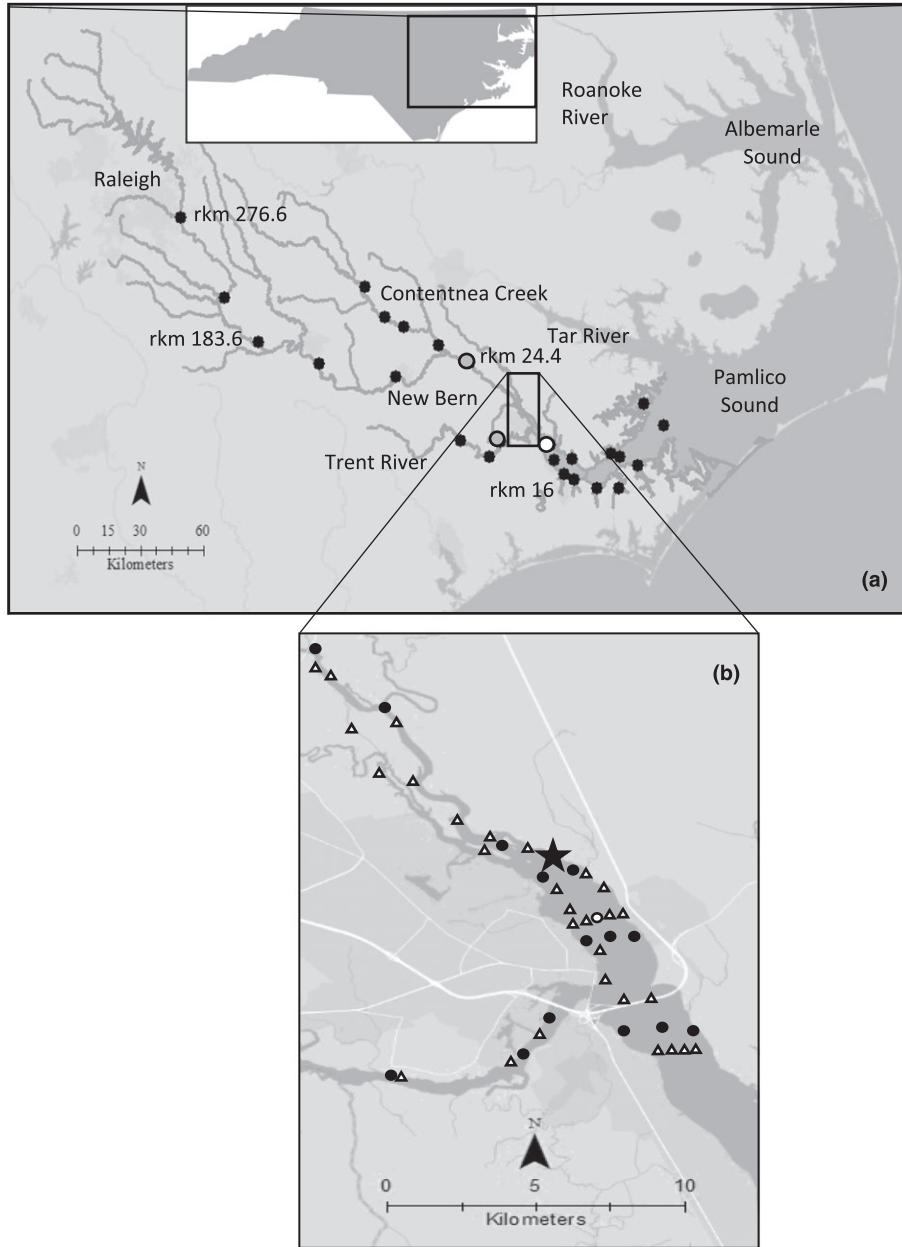 Roanoke
River
Albemarle
Sound
Raleigh
rkm 276.6
Contentnea Creek
Tar River
rkm 183.6
rkm 24.4
New Bern
Pamlico
Sound
Trent River
rkm 16
N
0 15 30 60
Kilometers
(a)
(b)
N
0 5 10
Kilometers